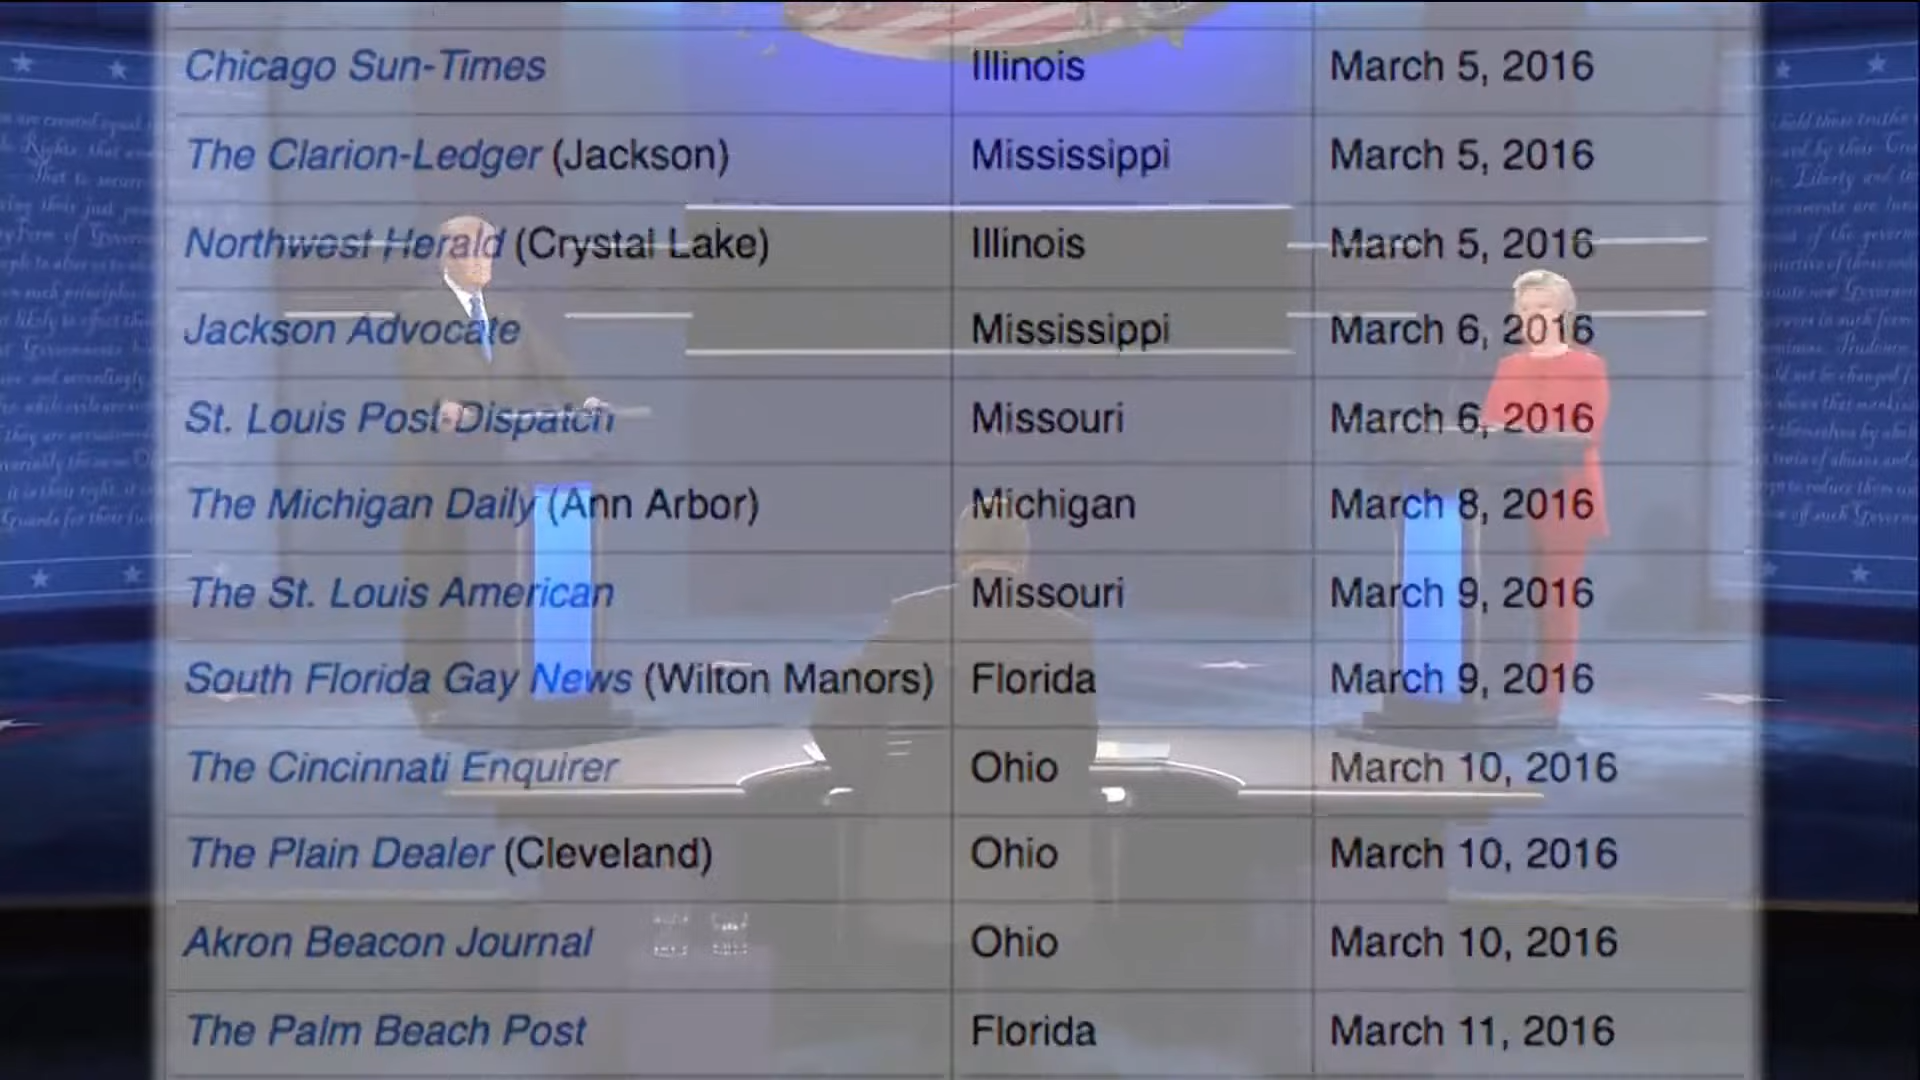 Chicago Sun-Times Illinois March 5, 2016
The Clarion-Ledger (Jackson) Mississippi March 5, 2016
Northwest Herald (Crystal Lake) Illinois March 5, 2016
Jackson Advocate Mississippi March 6, 2016
St. Louis Post-Dispatch Missouri March 6, 2016
The Michigan Daily (Ann Arbor) Michigan March 8, 2016
The St. Louis American Missouri March 9, 2016
South Florida Gay News (Wilton Manors) Florida March 9, 2016
The Cincinnati Enquirer Ohio March 10, 2016
The Plain Dealer (Cleveland) Ohio March 10, 2016
Akron Beacon Journal Ohio March 10, 2016
The Palm Beach Post Florida March 11, 2016